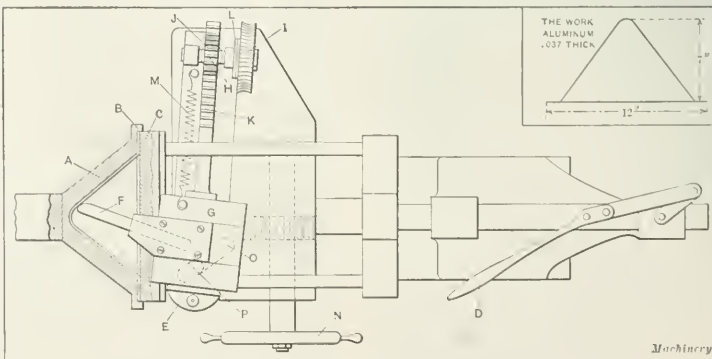 J L I
THE WORK
ALUMINUM
.037 THICK
12"
M H K
B C
A
F G
O
E P N D
Machinery